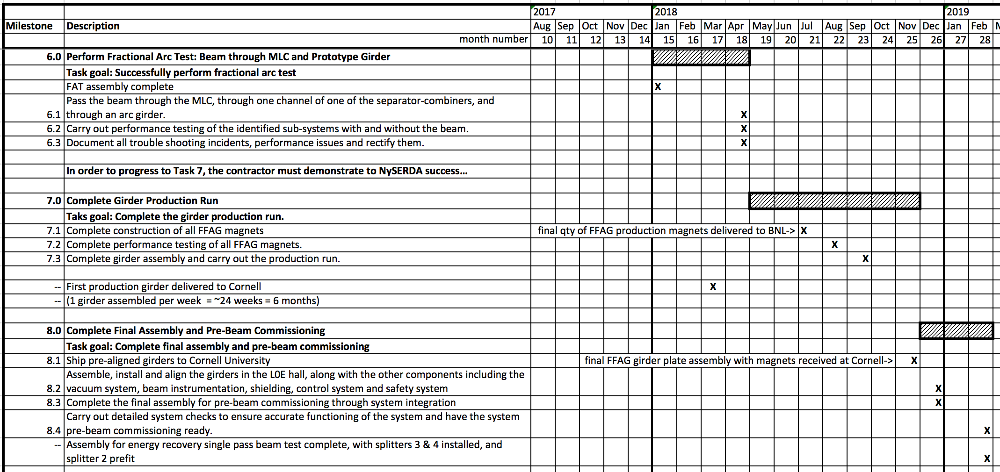 2017 2018 2019
Milestone Description Aug Sep Oct Nov Dec Jan Feb Mar Apr May Jun Jul Aug Sep Oct Nov Dec Jan Feb
month number 10 11 12 13 14 15 16 17 18 19 20 21 22 23 24 25 26 27 28
6.0 Perform Fractional Arc Test: Beam through MLC and Prototype Girder
Task goal: Successfully perform fractional arc test
FAT assembly complete X
Pass the beam through the MLC, through one channel of one of the separator-combiners, and
6.1 through an arc girder. X
6.2 Carry out performance testing of the identified sub-systems with and without the beam. X
6.3 Document all trouble shooting incidents, performance issues and rectify them. X
In order to progress to Task 7, the contractor must demonstrate to NySERDA success...
7.0 Complete Girder Production Run
Taks goal: Complete the girder production run.
7.1 Complete construction of all FFAG magnets final qty of FFAG production magnets delivered to BNL-> X
7.2 Complete performance testing of all FFAG magnets. X
7.3 Complete girder assembly and carry out the production run. X
-- First production girder delivered to Cornell X
-- (1 girder assembled per week = ~24 weeks = 6 months)
8.0 Complete Final Assembly and Pre-Beam Commissioning
Task goal: Complete final assembly and pre-beam commissioning
8.1 Ship pre-aligned girders to Cornell University final FFAG girder plate assembly with magnets received at Cornell-> X
Assemble, install and align the girders in the L0E hall, along with the other components including the
8.2 vacuum system, beam instrumentation, shielding, control system and safety system X
8.3 Complete the final assembly for pre-beam commissioning through system integration X
Carry out detailed system checks to ensure accurate functioning of the system and have the system
8.4 pre-beam commissioning ready. X
-- Assembly for energy recovery single pass beam test complete, with splitters 3 & 4 installed, and
splitter 2 prefit X